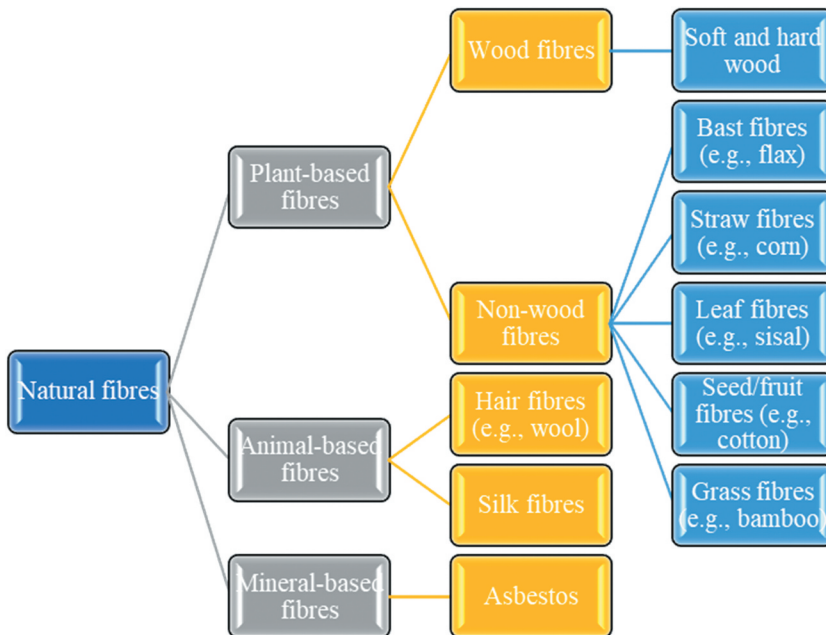 Natural fibres
Plant-based
fibres
Animal-based
fibres
Mineral-based
fibres
Wood fibres
Non-wood
fibres
Hair fibres
(e.g., wool)
Silk fibres
Asbestos
Soft and hard
wood
Bast fibres
(e.g., flax)
Straw fibres
(e.g., corn)
Leaf fibres
(e.g., sisal)
Seed/fruit
fibres (e.g.,
cotton)
Grass fibres
(e.g., bamboo)